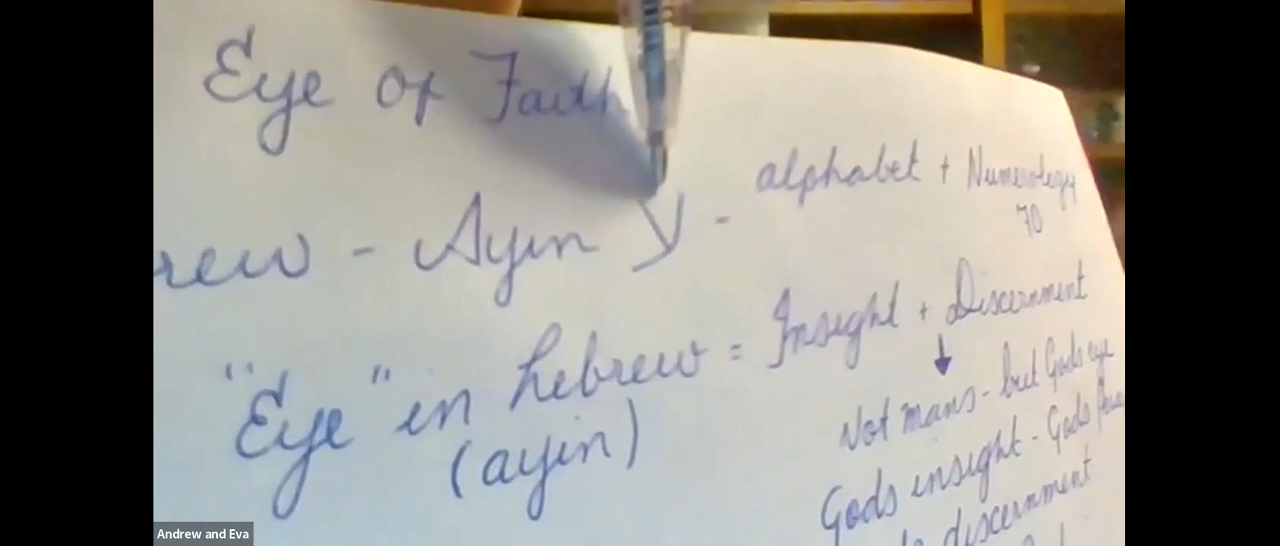 Eye of Faith
rew - Ayin ע - alphabet + Numerology
70
"Eye" in hebrew = Insight + Discernment
(ayin)
↓
Not mans - but Gods eye
Gods insight - Gods
discernment
Andrew and Eva